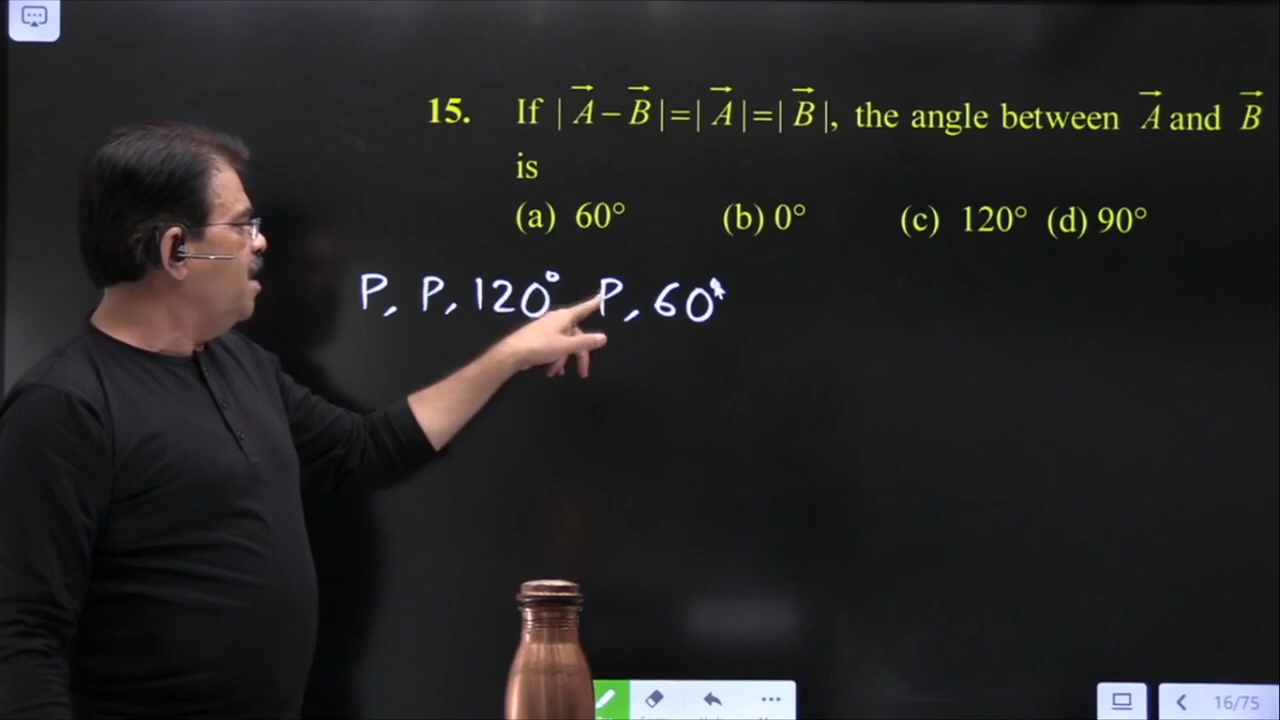 15. If | A⃗ − B⃗ |=| A⃗ |=| B⃗ |, the angle between A⃗ and B⃗
is
(a) 60° (b) 0° (c) 120° (d) 90°
P, P, 120° P, 60°
16/75